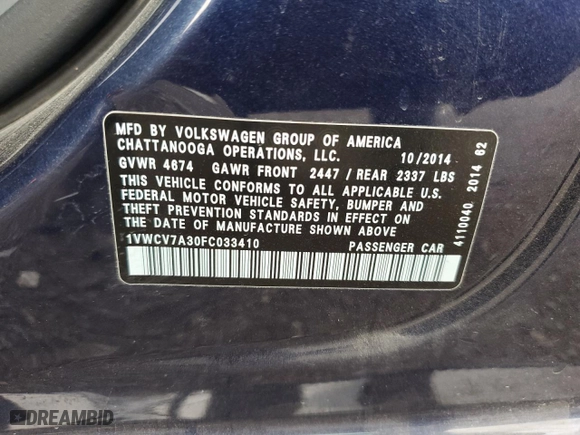 MFD BY VOLKSWAGEN GROUP OF AMERICA
CHATTANOOGA OPERATIONS, LLC. 10/2014
GVWR 4674 GAWR FRONT 2447 / REAR 2337 LBS
THIS VEHICLE CONFORMS TO ALL APPLICABLE U.S.
FEDERAL MOTOR VEHICLE SAFETY, BUMPER AND
THEFT PREVENTION STANDARDS IN EFFECT ON
THE DATE OF MANUFACTURE SHOWN ABOVE
1VWCV7A30FC033410 PASSENGER CAR
4110040 2014 62
DREAMBID